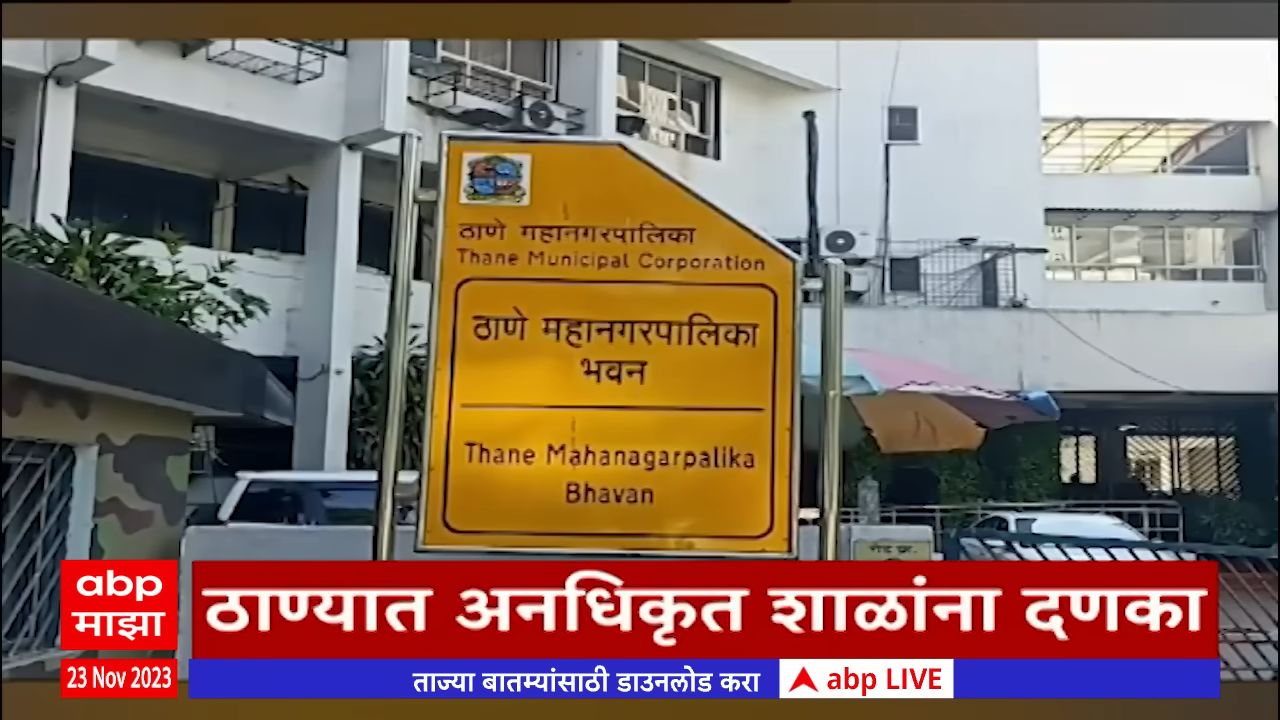 ठाणे महानगरपालिका
Thane Municipal Corporation
ठाणे महानगरपालिका
भवन
Thane Mahanagarpalika
Bhavan
abp
माझा
ठाण्यात अनधिकृत शाळांना दणका
23 Nov 2023
ताज्या बातम्यांसाठी डाउनलोड करा
abp LIVE